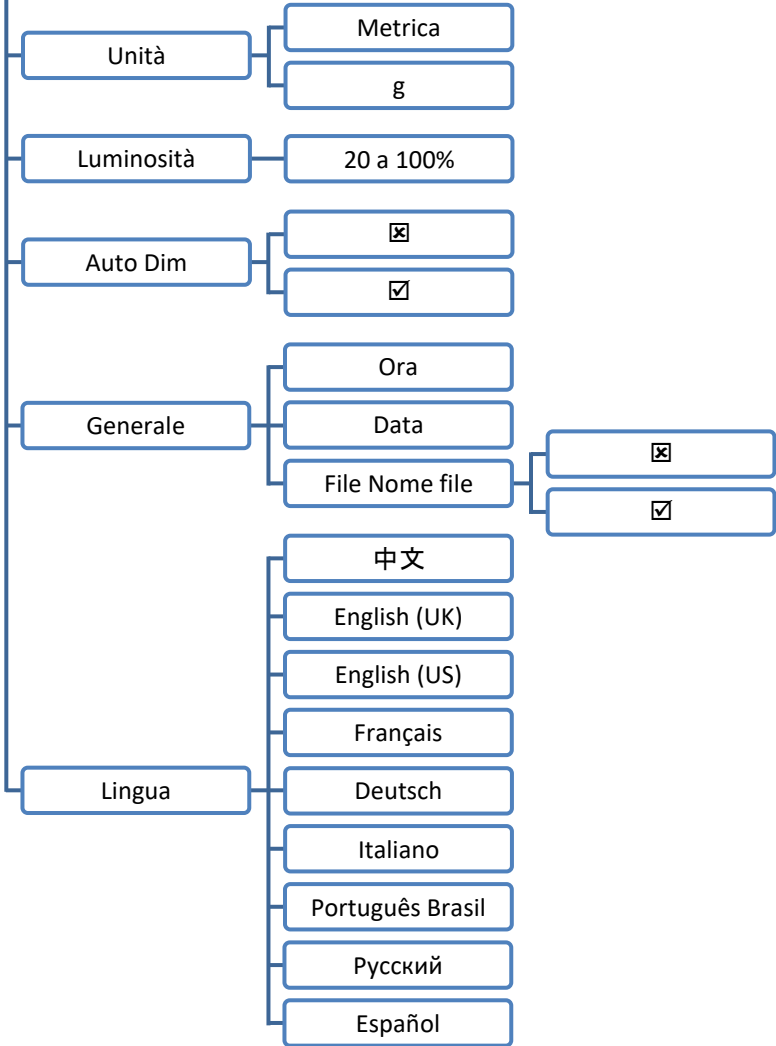 Unità
Metrica
g
Luminosità
20 a 100%
Auto Dim
☒
☑
Generale
Ora
Data
File Nome file
☒
☑
Lingua
中文
English (UK)
English (US)
Français
Deutsch
Italiano
Português Brasil
Русский
Español